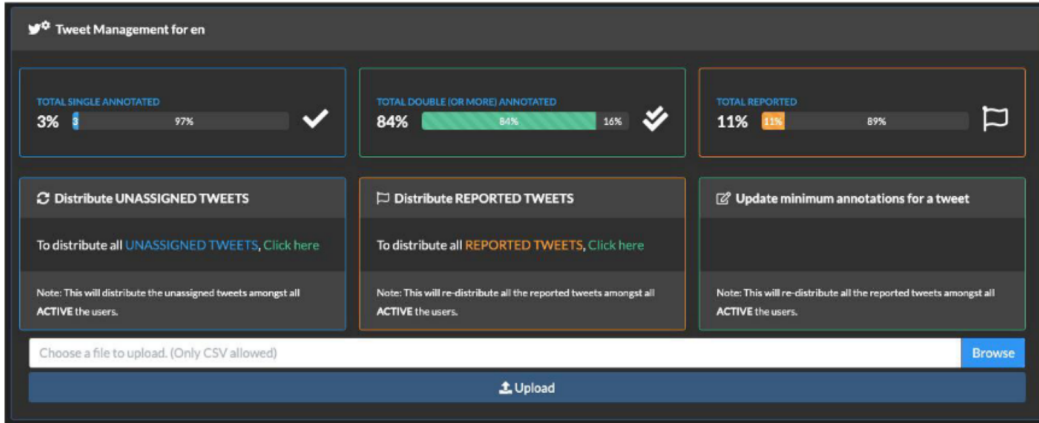 Tweet Management for en
TOTAL SINGLE ANNOTATED
3% 3 97%
TOTAL DOUBLE (OR MORE) ANNOTATED
84% 84% 16%
TOTAL REPORTED
11% 11% 89%
Distribute UNASSIGNED TWEETS
To distribute all UNASSIGNED TWEETS, Click here
Note: This will distribute the unassigned tweets amongst all
ACTIVE the users.
Distribute REPORTED TWEETS
To distribute all REPORTED TWEETS, Click here
Note: This will re-distribute all the reported tweets amongst all
ACTIVE the users.
Update minimum annotations for a tweet
Note: This will re-distribute all the reported tweets amongst all
ACTIVE the users.
Choose a file to upload. (Only CSV allowed)
Browse
Upload